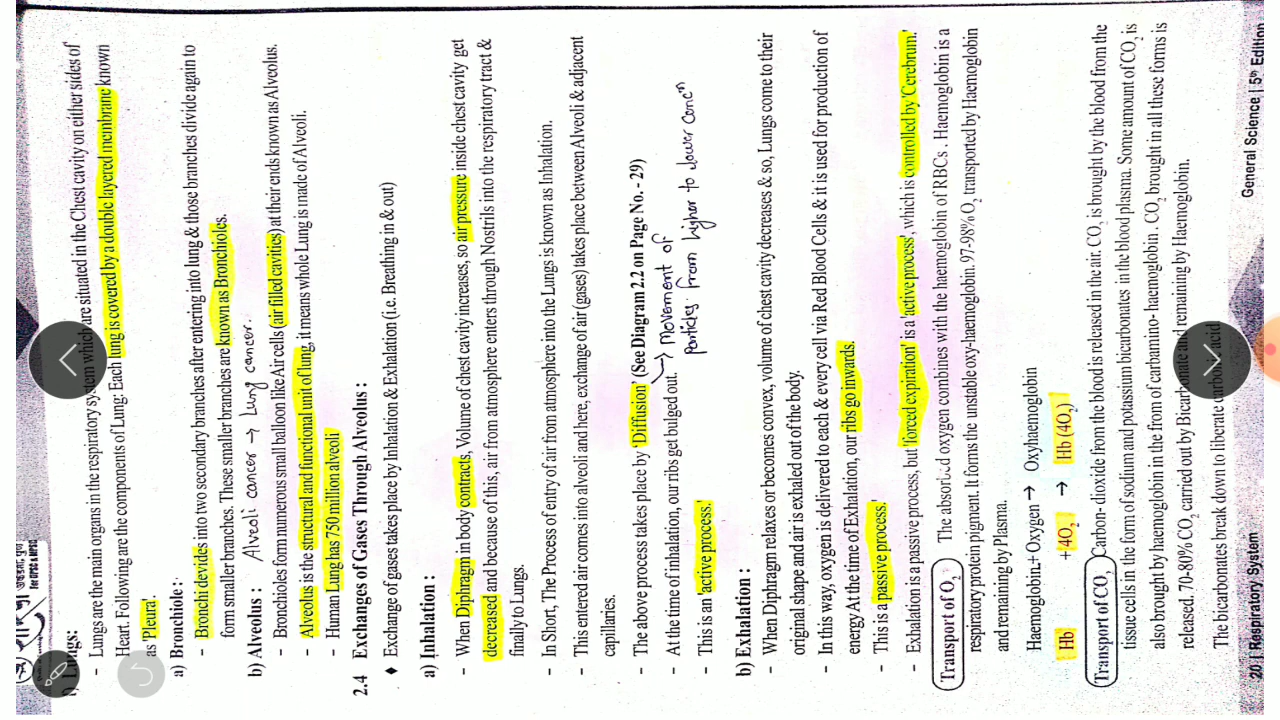 f) Lungs:
- Lungs are the main organs in the respiratory system which are situated in the Chest cavity on either sides of
Heart. Following are the components of Lung: Each lung is covered by a double layered membrane known
as 'Pleura'.
a) Bronchiole:
- Bronchi devides into two secondary branches after entering into lung & those branches divide again to
form smaller branches. These smaller branches are known as Bronchioles.
b) Alveolus : Alveoli cancer → Lung cancer.
- Bronchioles form numerous small balloon like Air cells (air filled cavities) at their ends known as Alveolus.
- Alveolus is the structural and functional unit of lung, it means whole Lung is made of Alveoli.
- Human Lung has 750 million alveoli
2.4 Exchanges of Gases Through Alveolus :
♦ Exchange of gases takes place by Inhalation & Exhalation (i.e. Breathing in & out)
a) Inhalation :
- When Diphragm in body contracts, Volume of chest cavity increases, so air pressure inside chest cavity get
decreased and because of this, air from atmosphere enters through Nostrils into the respiratory tract &
finally to Lungs.
- In Short, The Process of entry of air from atmosphere into the Lungs is known as Inhalation.
- This entered air comes into alveoli and here, exchange of air (gases) takes place between Alveoli & adjacent
capillaries.
- The above process takes place by 'Diffusion' (See Diagram 2.2 on Page No. - 29)
→ Movement of
particles from higher to lower concⁿ
- At the time of inhalation, our ribs get bulged out.
- This is an 'active process.'
b) Exhalation :
- When Diphragm relaxes or becomes convex, volume of chest cavity decreases & so, Lungs come to their
original shape and air is exhaled out of the body.
- In this way, oxygen is delivered to each & every cell via Red Blood Cells & it is used for production of
energy At the time of Exhalation, our ribs go inwards.
- This is a 'passive process.'
- Exhalation is a passive process, but 'forced expiration' is a 'active process', which is controlled by 'Cerebrum.'
Transport of O₂ The absorbed oxygen combines with the haemoglobin of RBCs . Haemoglobin is a
respiratory protein pigment. It forms the unstable oxy-haemoglobin. 97-98% O₂ transported by Haemoglobin
and remaining by Plasma.
Haemoglobin + Oxygen → Oxyhaemoglobin
Hb +4O₂ → Hb (4O₂)
Transport of CO₂ Carbon- dioxide from the blood is released in the air. CO₂ is brought by the blood from the
tissue cells in the form of sodium and potassium bicarbonates in the blood plasma. Some amount of CO₂ is
also brought by haemoglobin in the from of carbamino- haemoglobin . CO₂ brought in all these forms is
released. 70-80% CO₂ carried out by Bicarbonate and remaining by Haemoglobin.
The bicarbonates break down to liberate carbolic acid
20 | Respiratory System
General Science | 5ᵗʰ Edition